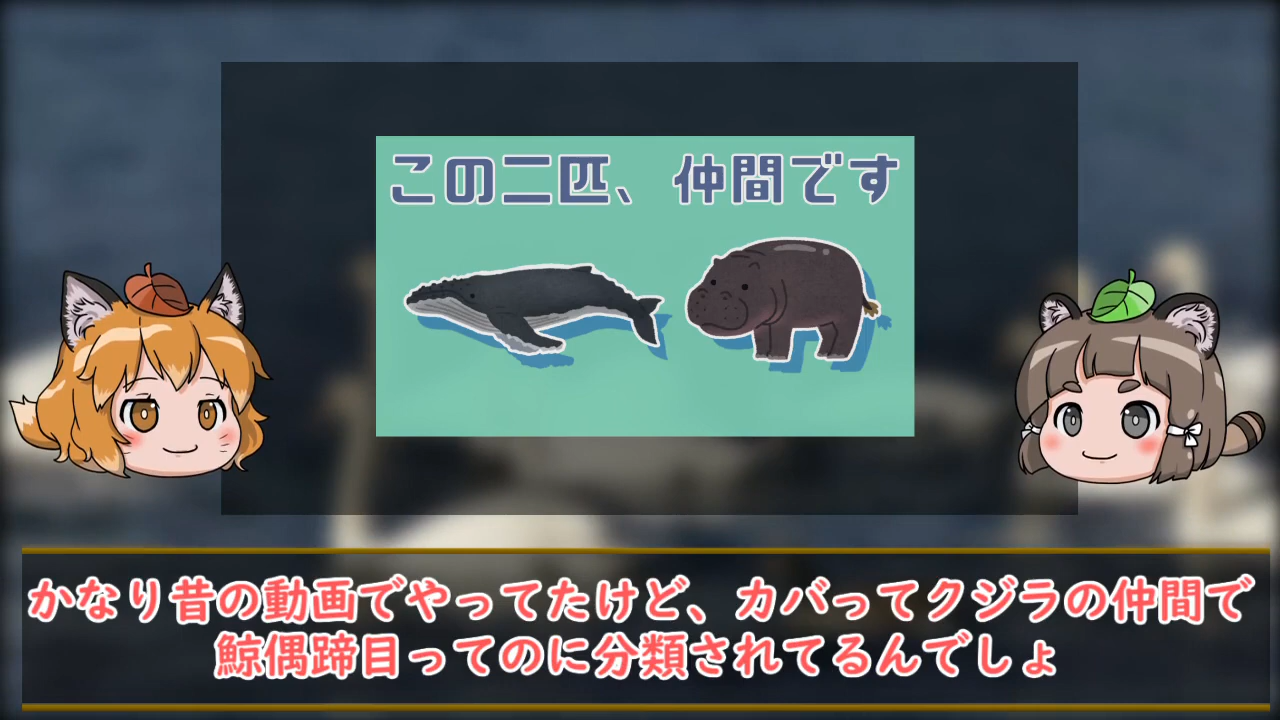 この二匹、仲間です
かなり昔の動画でやってたけど、カバってクジラの仲間で
鯨偶蹄目ってのに分類されてるんでしょ